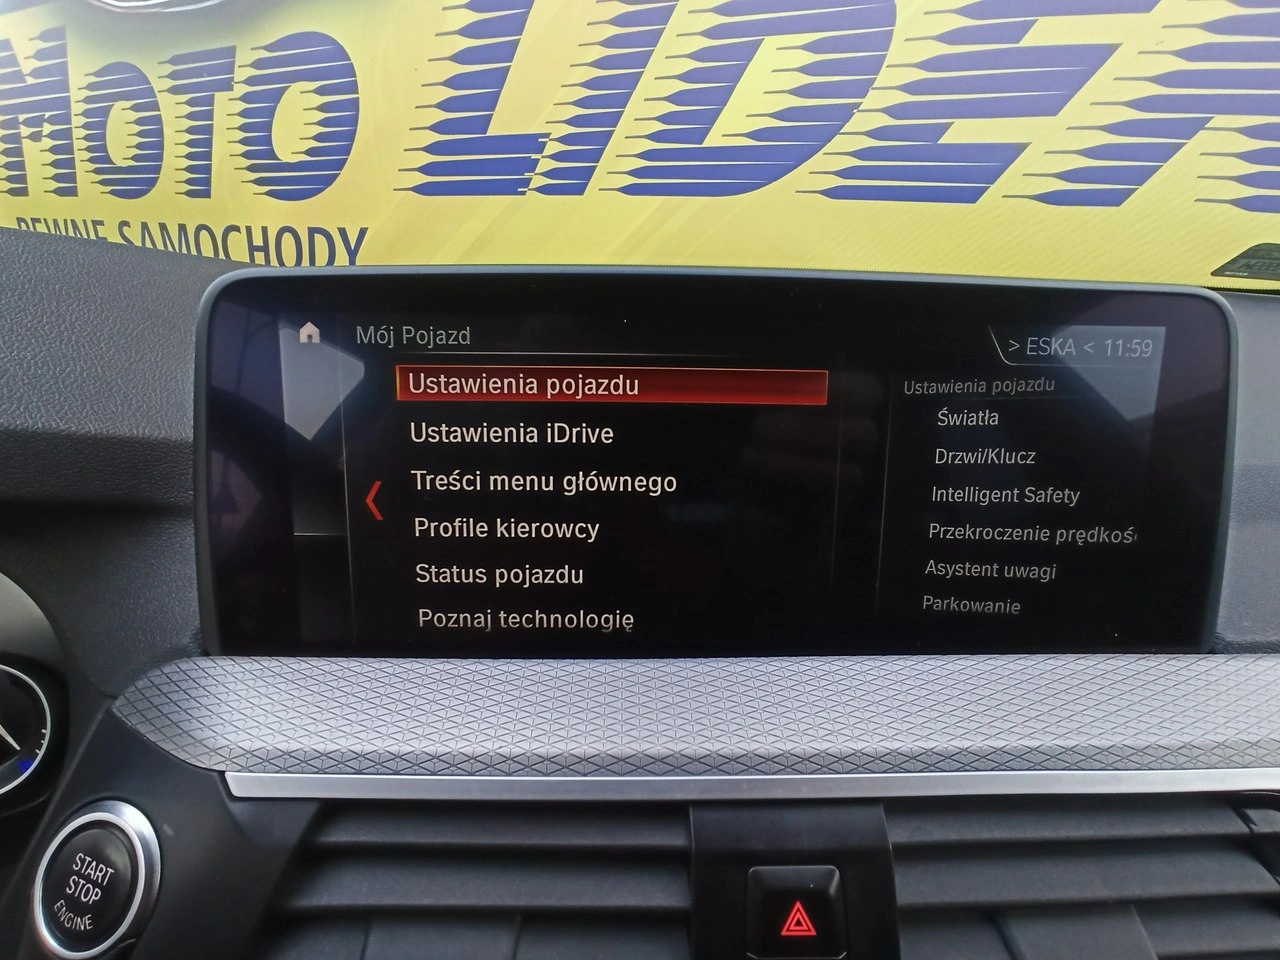 MOTO LIDER
PEWNE SAMOCHODY
Mój Pojazd
> ESKA < 11:59
Ustawienia pojazdu
Ustawienia iDrive
Treści menu głównego
Profile kierowcy
Status pojazdu
Poznaj technologię
Ustawienia pojazdu
Światła
Drzwi/Klucz
Intelligent Safety
Przekroczenie prędkoś
Asystent uwagi
Parkowanie
START
STOP
ENGINE